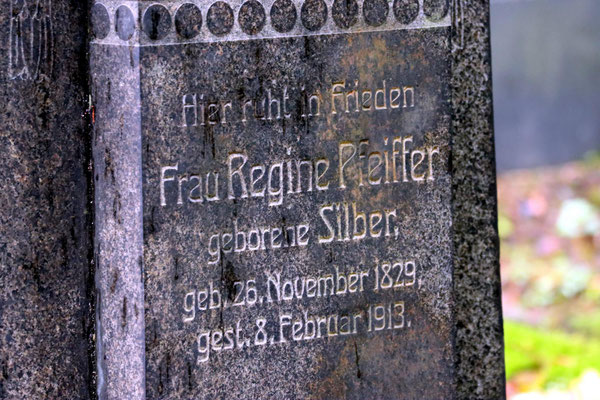 Hier ruht in Frieden
Frau Regine Pfeiffer
geborene Silber,
geb. 26. November 1829,
gest. 8. Februar 1913.